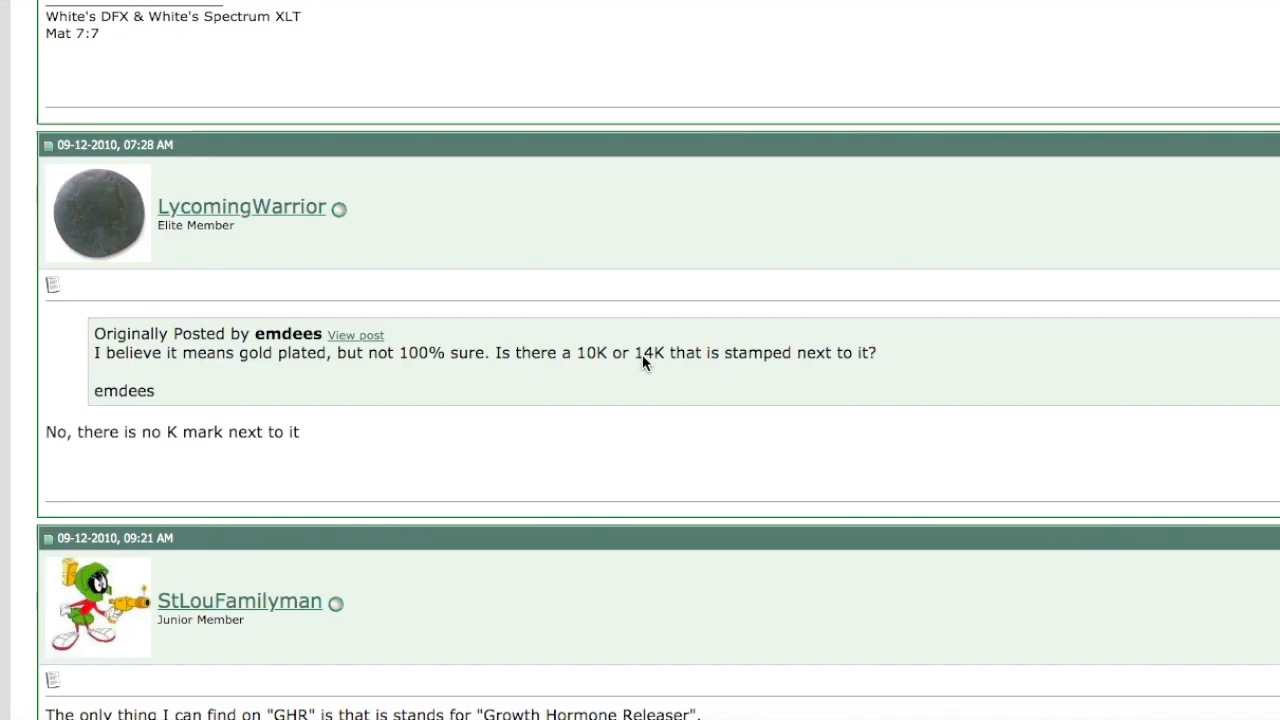 White's DFX & White's Spectrum XLT
Mat 7:7
09-12-2010, 07:28 AM
LycomingWarrior
Elite Member
Originally Posted by emdees View post
I believe it means gold plated, but not 100% sure. Is there a 10K or 14K that is stamped next to it?
emdees
No, there is no K mark next to it
09-12-2010, 09:21 AM
StLouFamilyman
Junior Member
The only thing I can find on "GHR" is that is stands for "Growth Hormone Releaser".